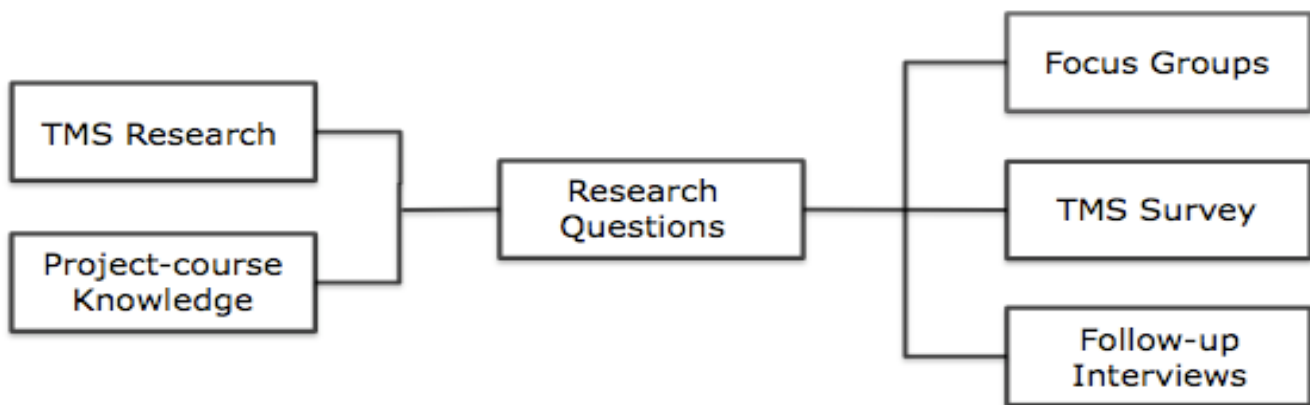 TMS Research
Project-course
Knowledge
Research
Questions
Focus Groups
TMS Survey
Follow-up
Interviews